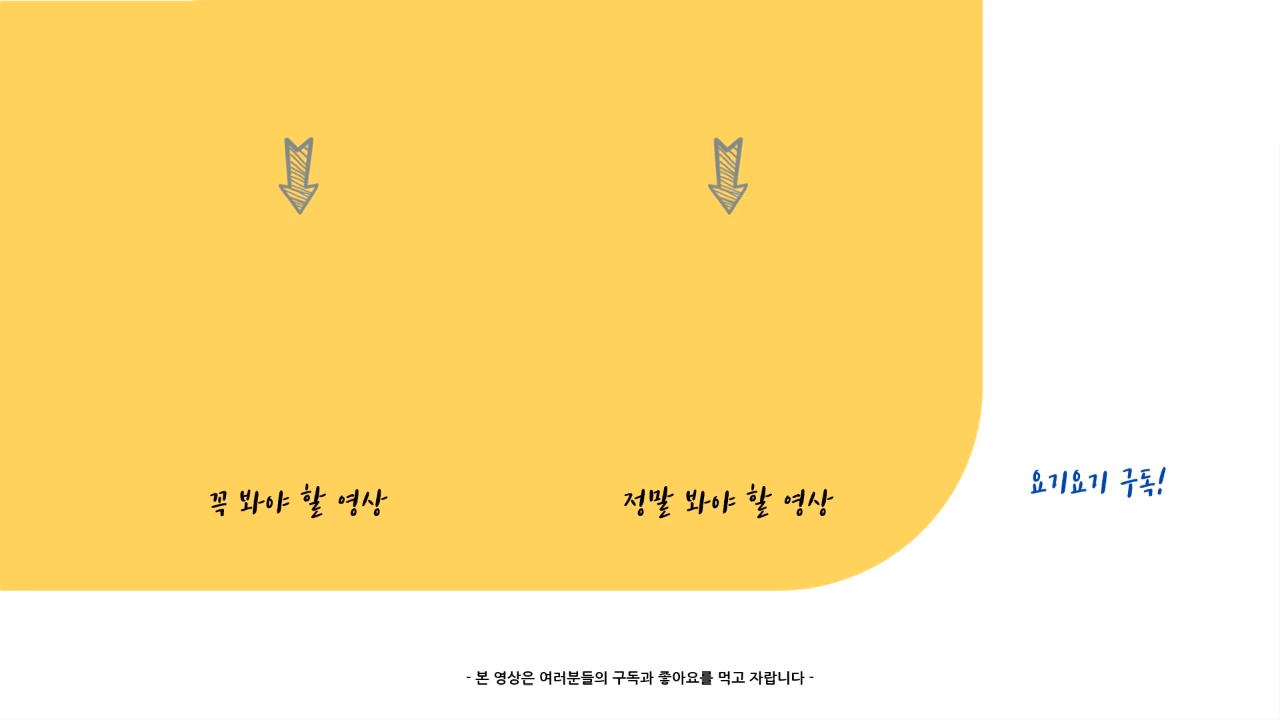 꼭 봐야 할 영상
정말 봐야 할 영상
요기요기 구독!
- 본 영상은 여러분들의 구독과 좋아요를 먹고 자랍니다 -